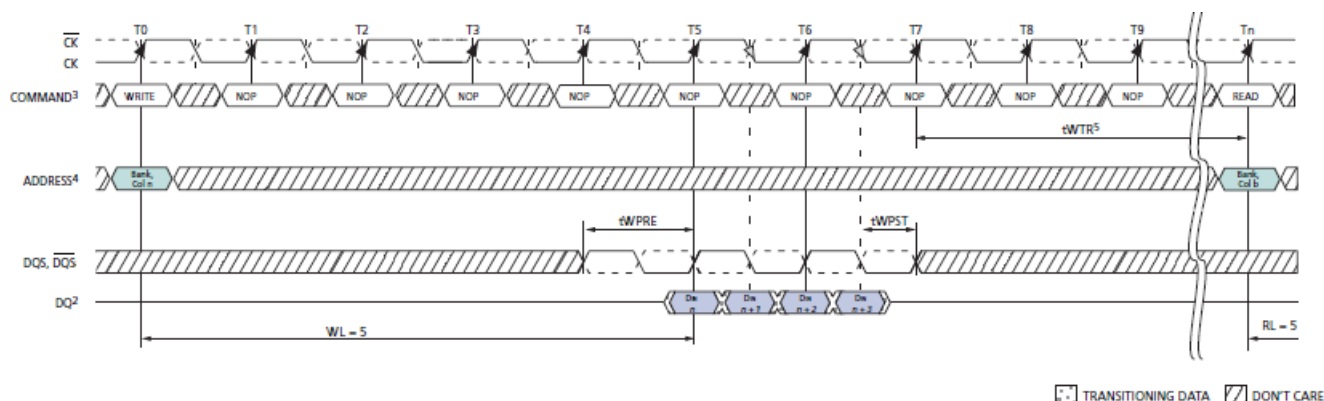 T0 T1 T2 T3 T4 T5 T6 T7 T8 T9 Tn
CK
CK
COMMAND³ WRITE NOP NOP NOP NOP NOP NOP NOP NOP NOP READ
tWTR⁵
ADDRESS⁴ Bank, Col n Bank, Col b
tWPRE tWPST
DQS, DQS
DQ² DIN n DIN n+1 DIN n+2 DIN n+3
WL = 5 RL = 5
TRANSITIONING DATA DON'T CARE